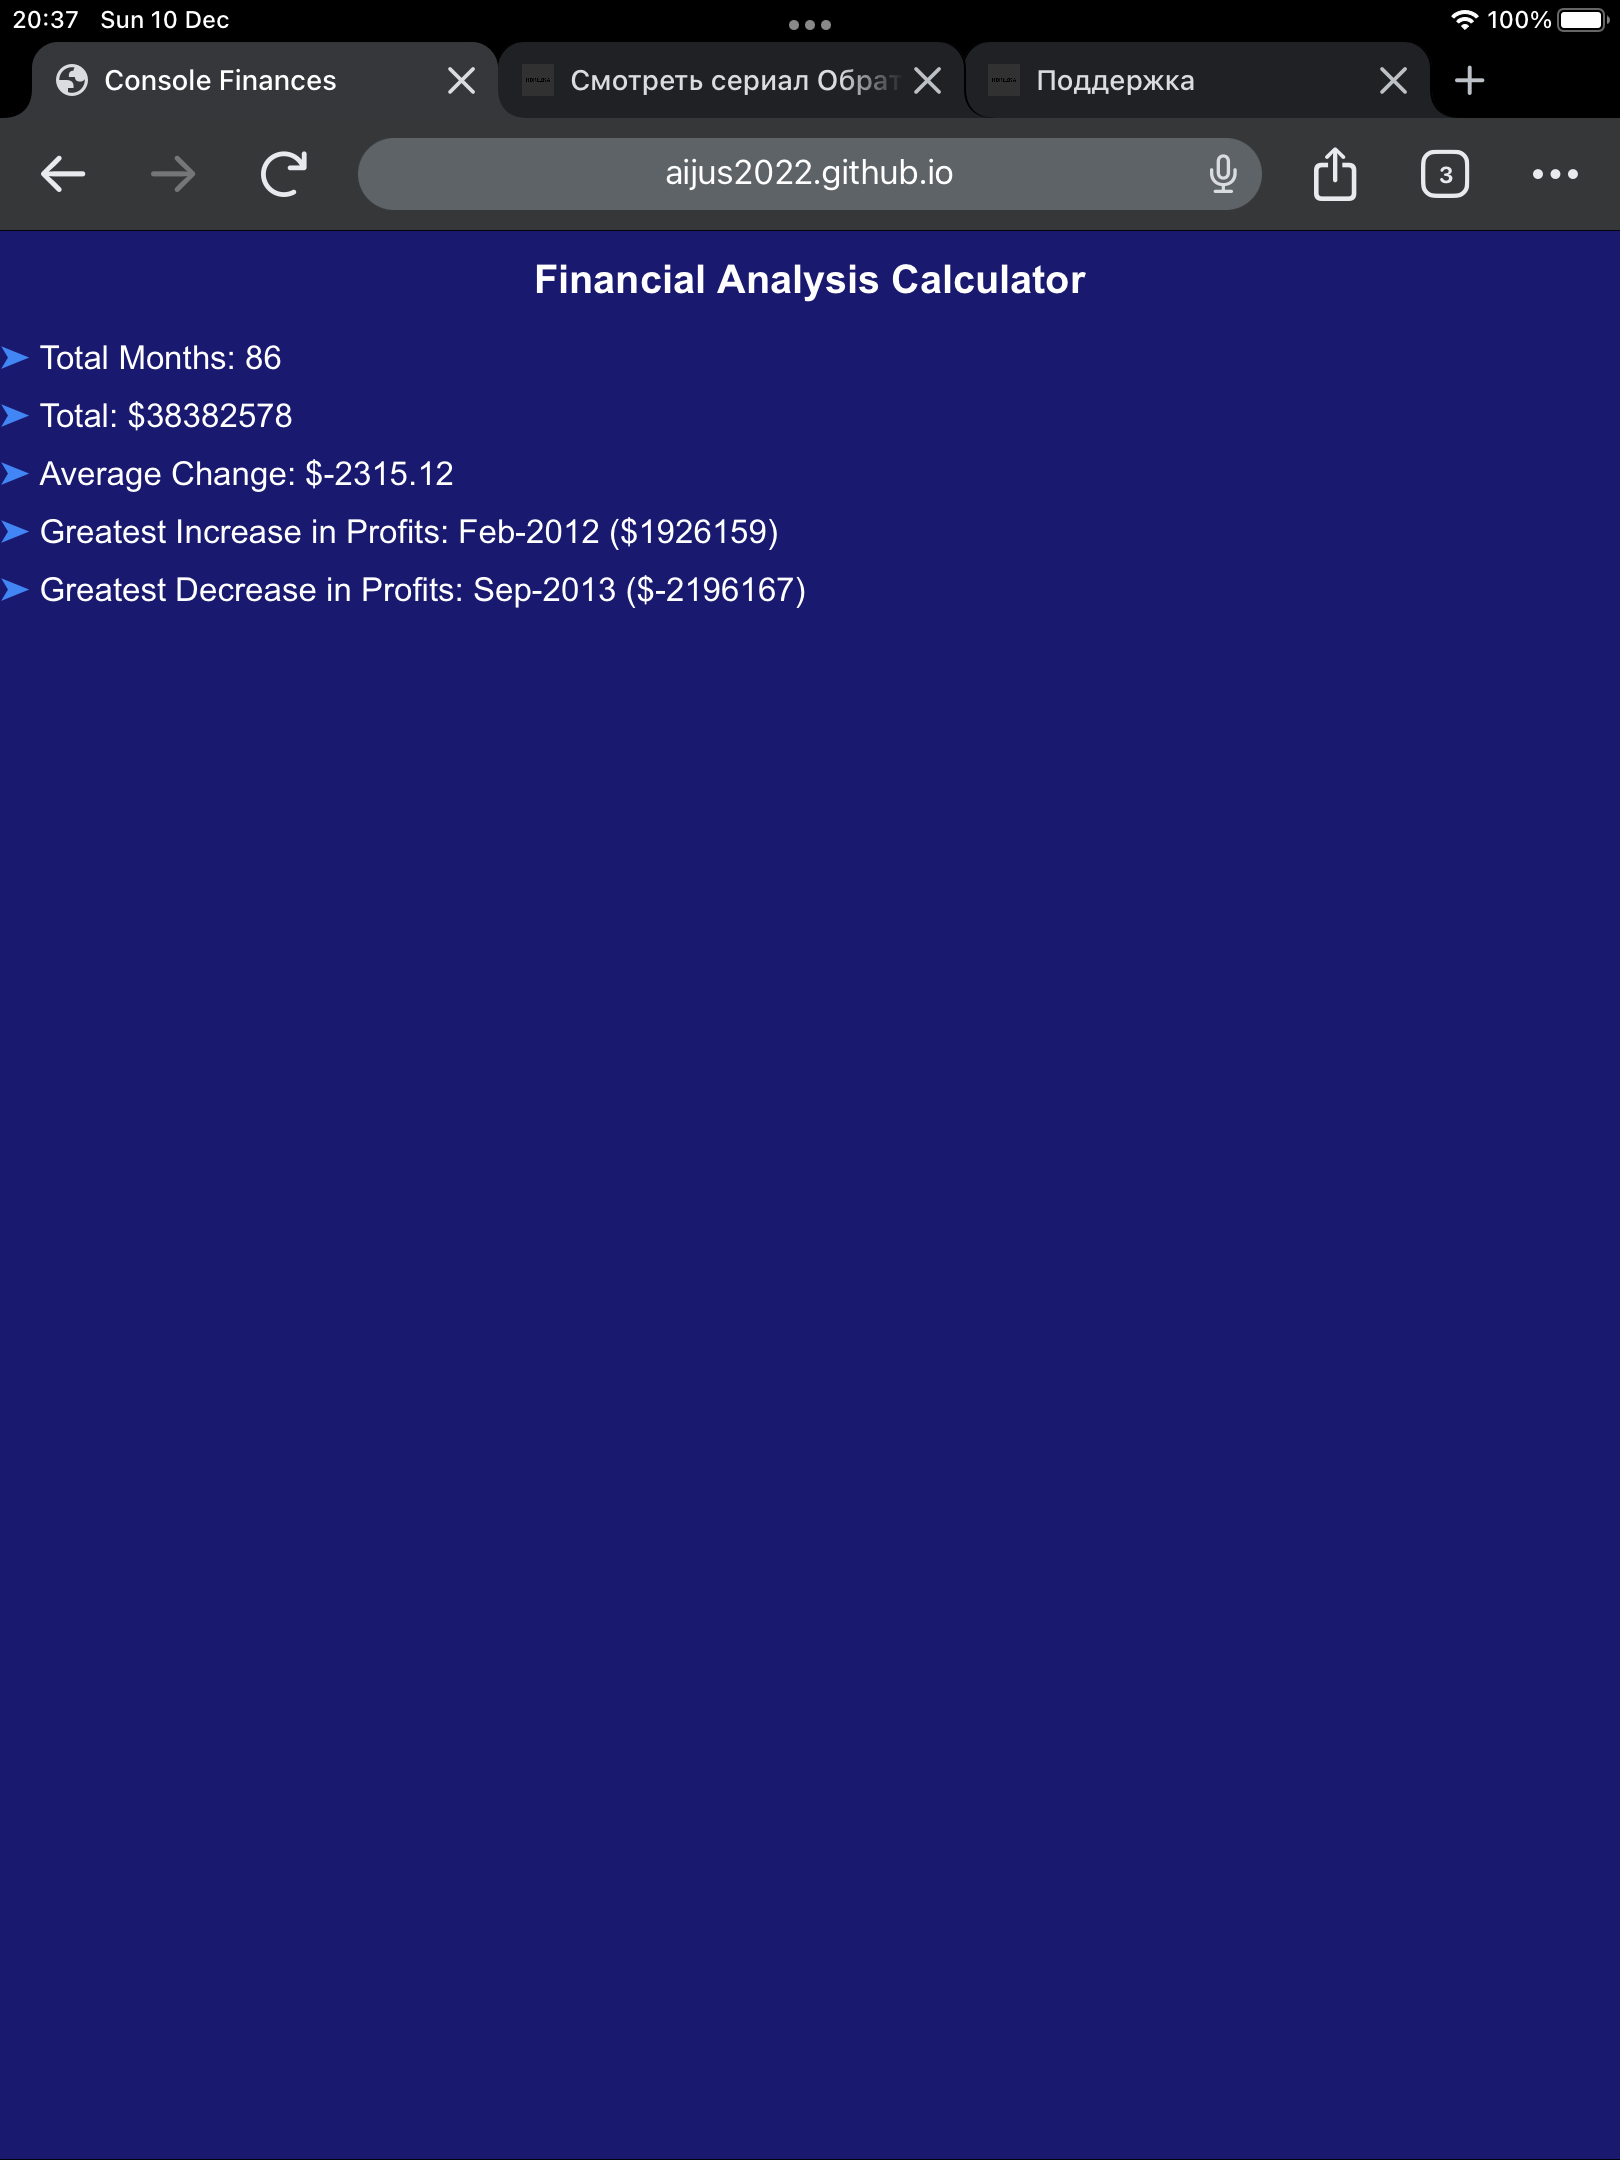 20:37 Sun 10 Dec
100%
Console Finances
Смотреть сериал Обрат
Поддержка
aijus2022.github.io
3
Financial Analysis Calculator
➤ Total Months: 86
➤ Total: $38382578
➤ Average Change: $-2315.12
➤ Greatest Increase in Profits: Feb-2012 ($1926159)
➤ Greatest Decrease in Profits: Sep-2013 ($-2196167)